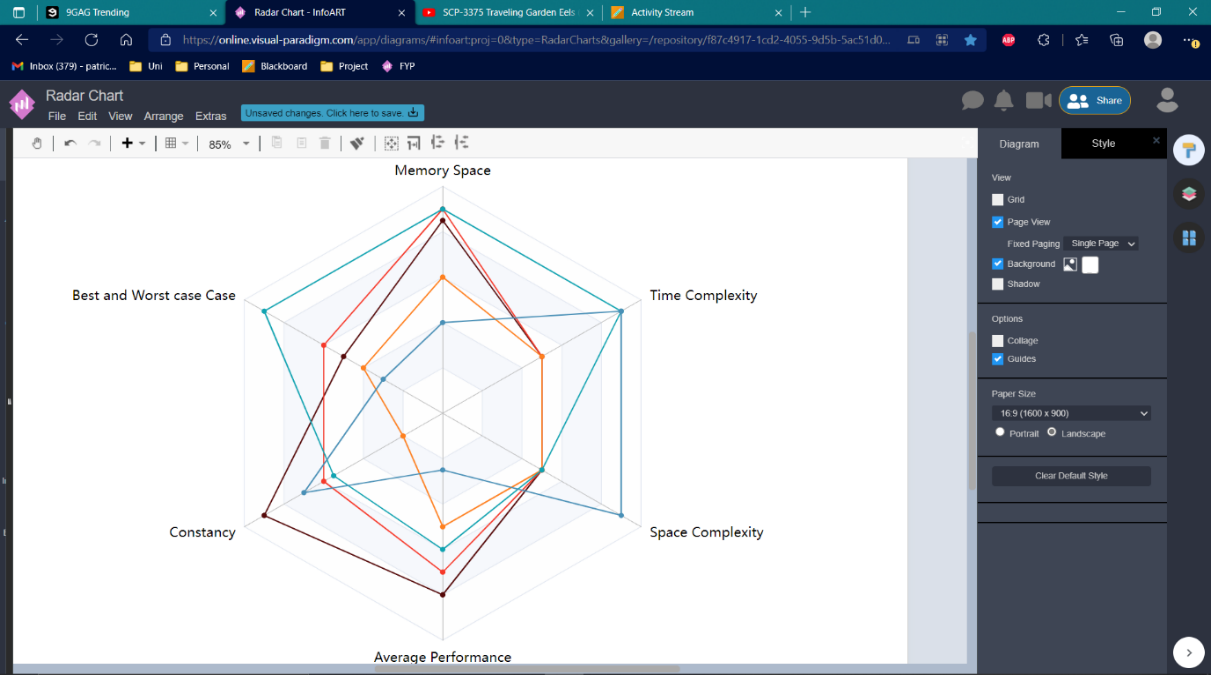 9GAG Trending
Radar Chart - InfoART
SCP-3375 Traveling Garden Eels
Activity Stream
https://online.visual-paradigm.com/app/diagrams/#infoart:proj=0&type=RadarCharts&gallery=/repository/f87c4917-1cd2-4055-9d5b-5ac51d0...
ABP
Inbox (379) - patric...
Uni
Personal
Blackboard
Project
FYP
Radar Chart
File Edit View Arrange Extras
Unsaved changes. Click here to save.
Share
85%
Diagram
Style
View
Grid
Page View
Fixed Paging Single Page
Background
Shadow
Options
Collage
Guides
Paper Size
16:9 (1600 x 900)
Portrait Landscape
Clear Default Style
Memory Space
Best and Worst case Case
Time Complexity
Constancy
Space Complexity
Average Performance